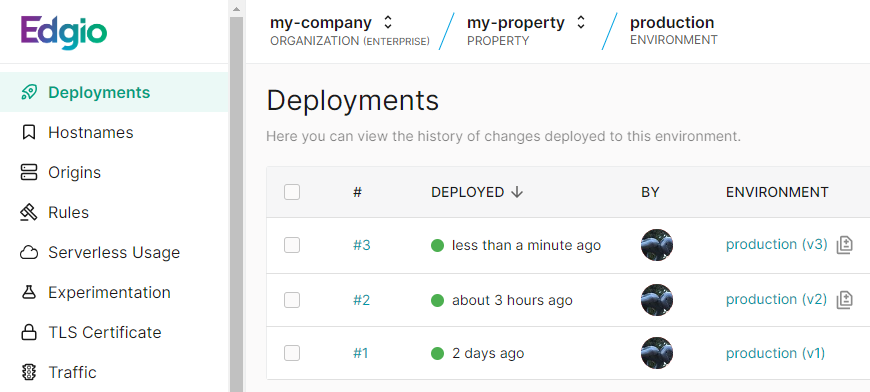 Edgio
my-company
ORGANIZATION (ENTERPRISE)
my-property
PROPERTY
production
ENVIRONMENT
Deployments
Hostnames
Origins
Rules
Serverless Usage
Experimentation
TLS Certificate
Traffic
Deployments
Here you can view the history of changes deployed to this environment.
# DEPLOYED BY ENVIRONMENT
#3 less than a minute ago production (v3)
#2 about 3 hours ago production (v2)
#1 2 days ago production (v1)